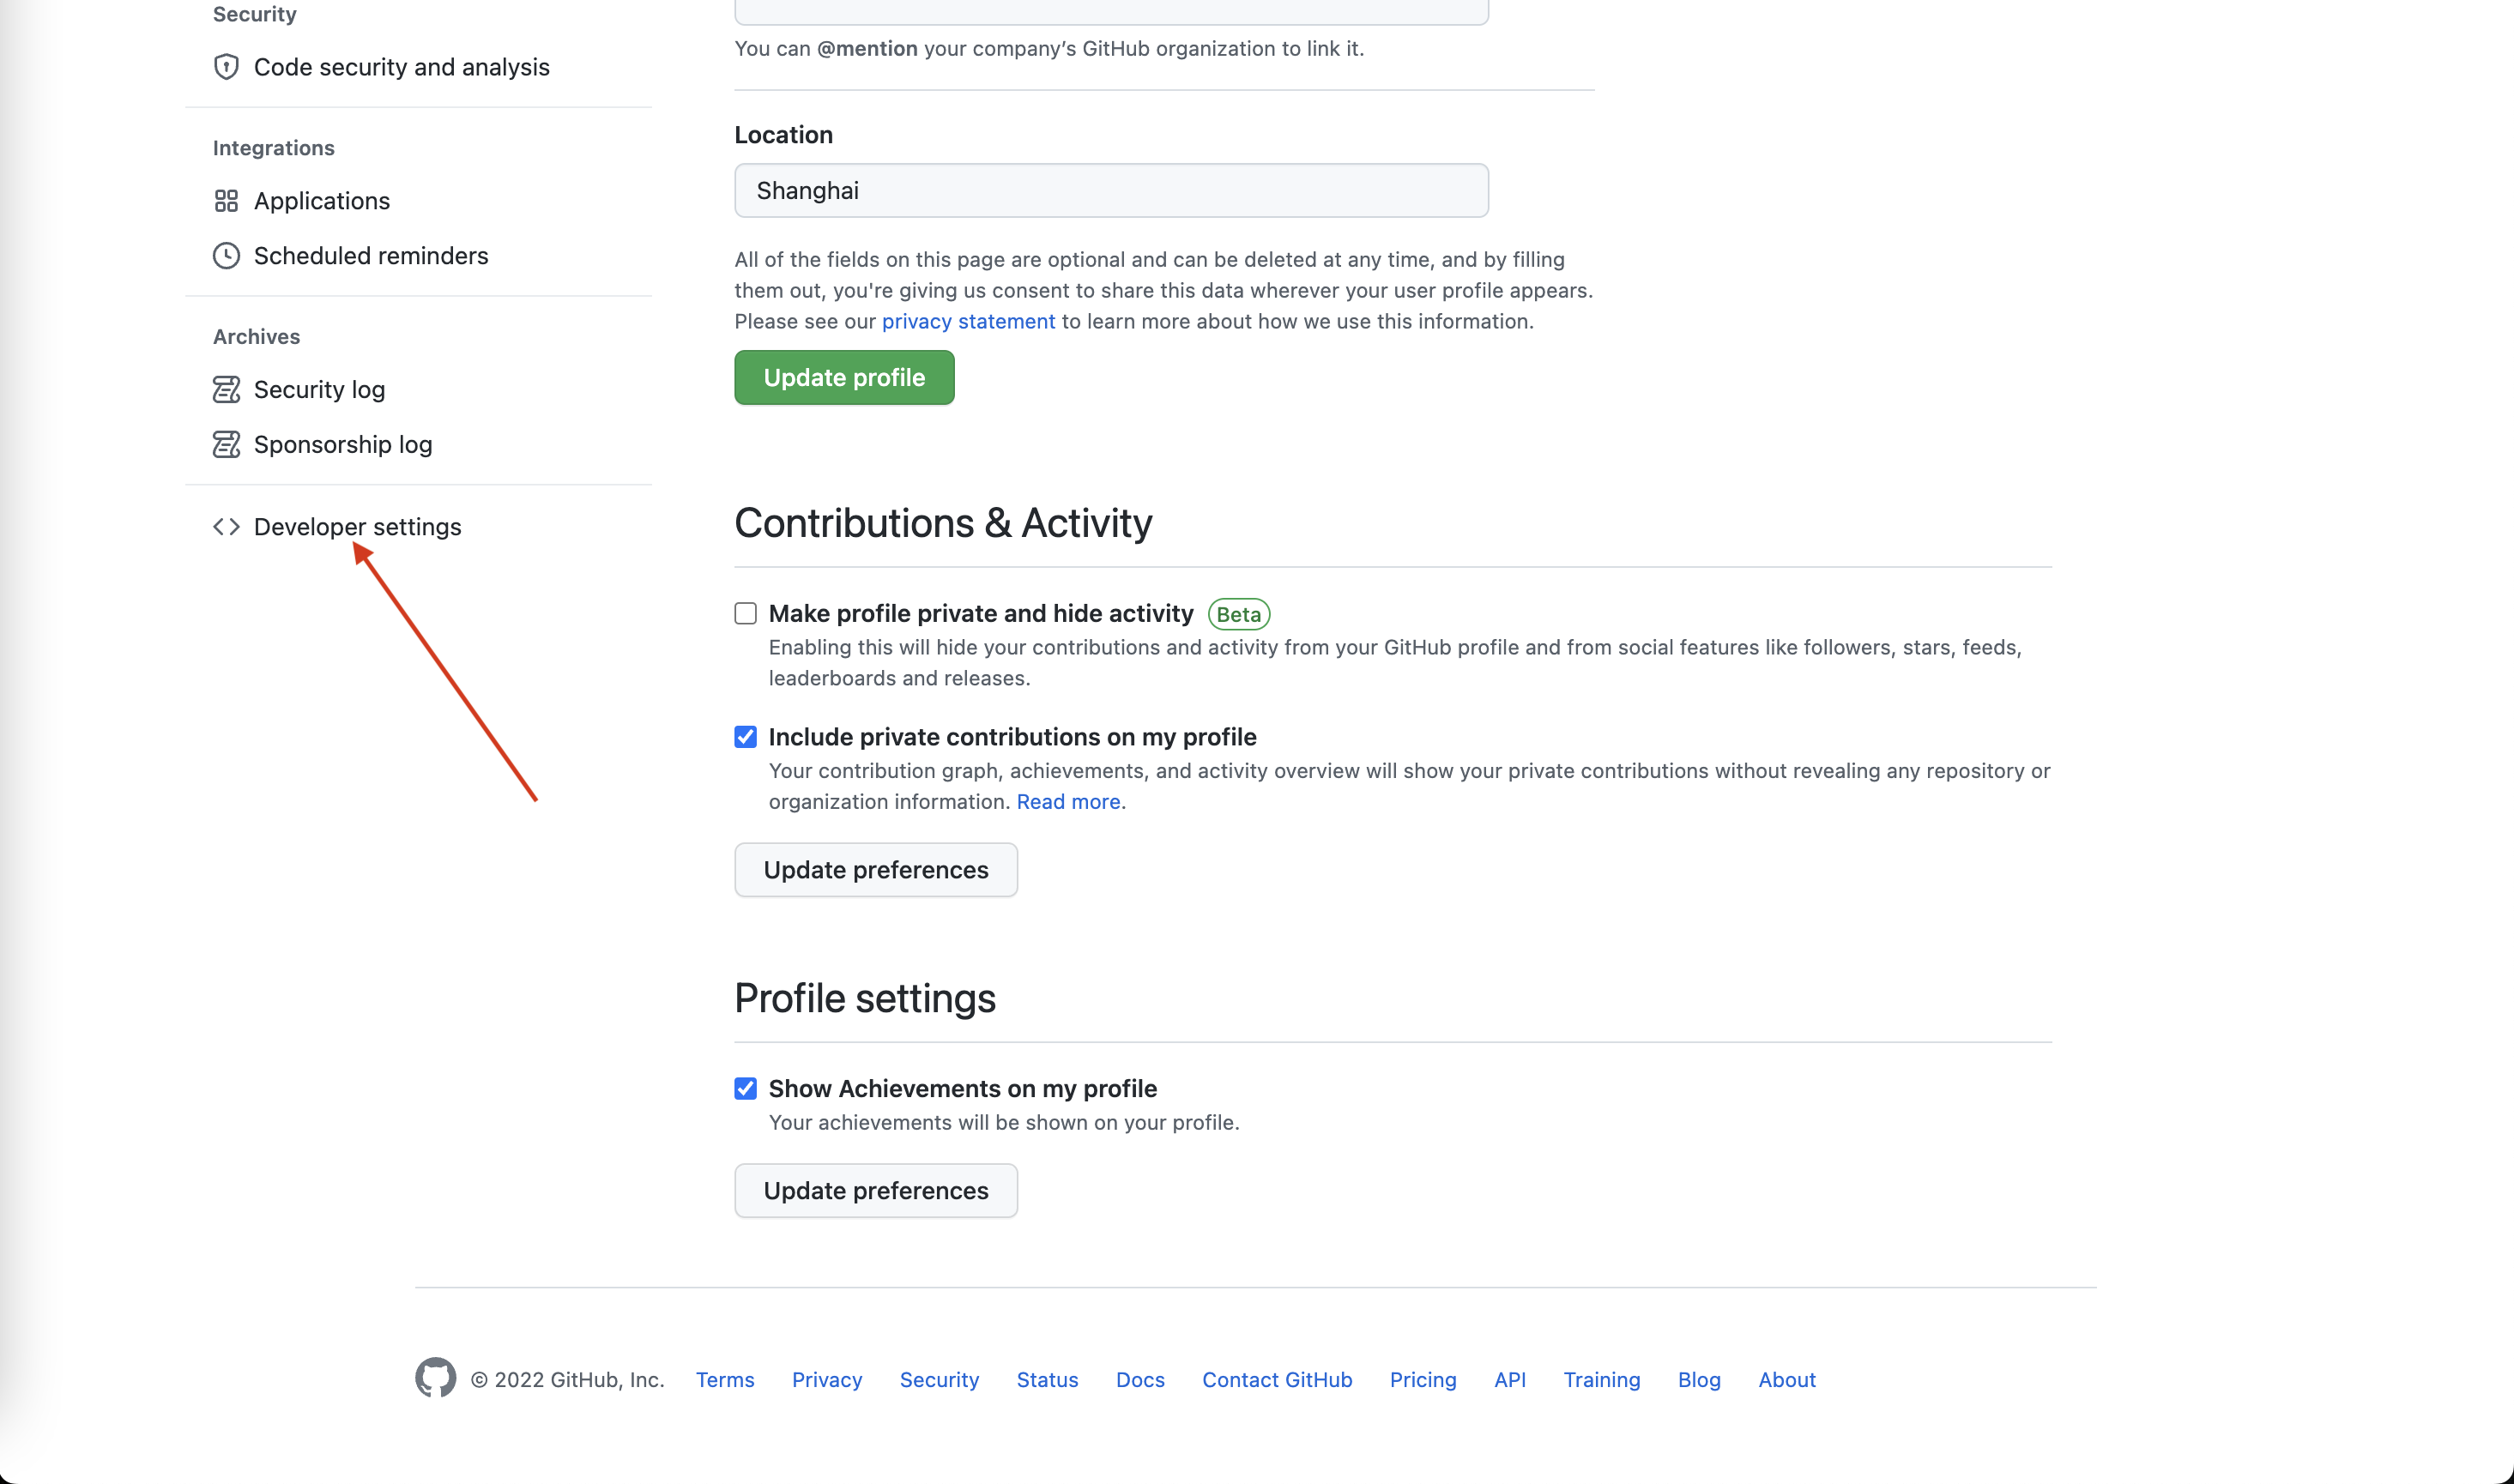 Security
Code security and analysis
Integrations
Applications
Scheduled reminders
Archives
Security log
Sponsorship log
Developer settings
You can @mention your company’s GitHub organization to link it.
Location
Shanghai
All of the fields on this page are optional and can be deleted at any time, and by filling
them out, you're giving us consent to share this data wherever your user profile appears.
Please see our privacy statement to learn more about how we use this information.
Update profile
Contributions & Activity
Make profile private and hide activity Beta
Enabling this will hide your contributions and activity from your GitHub profile and from social features like followers, stars, feeds,
leaderboards and releases.
Include private contributions on my profile
Your contribution graph, achievements, and activity overview will show your private contributions without revealing any repository or
organization information. Read more.
Update preferences
Profile settings
Show Achievements on my profile
Your achievements will be shown on your profile.
Update preferences
© 2022 GitHub, Inc. Terms Privacy Security Status Docs Contact GitHub Pricing API Training Blog About